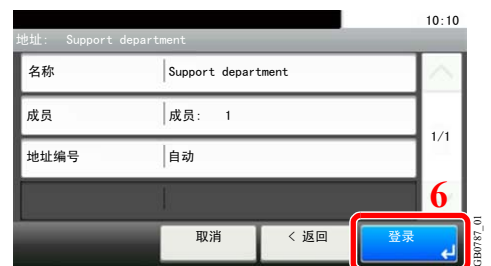 10:10
地址: Support department
名称 Support department
成员 成员: 1
1/1
地址编号 自动
6
取消 < 返回 登录
GB0787_01